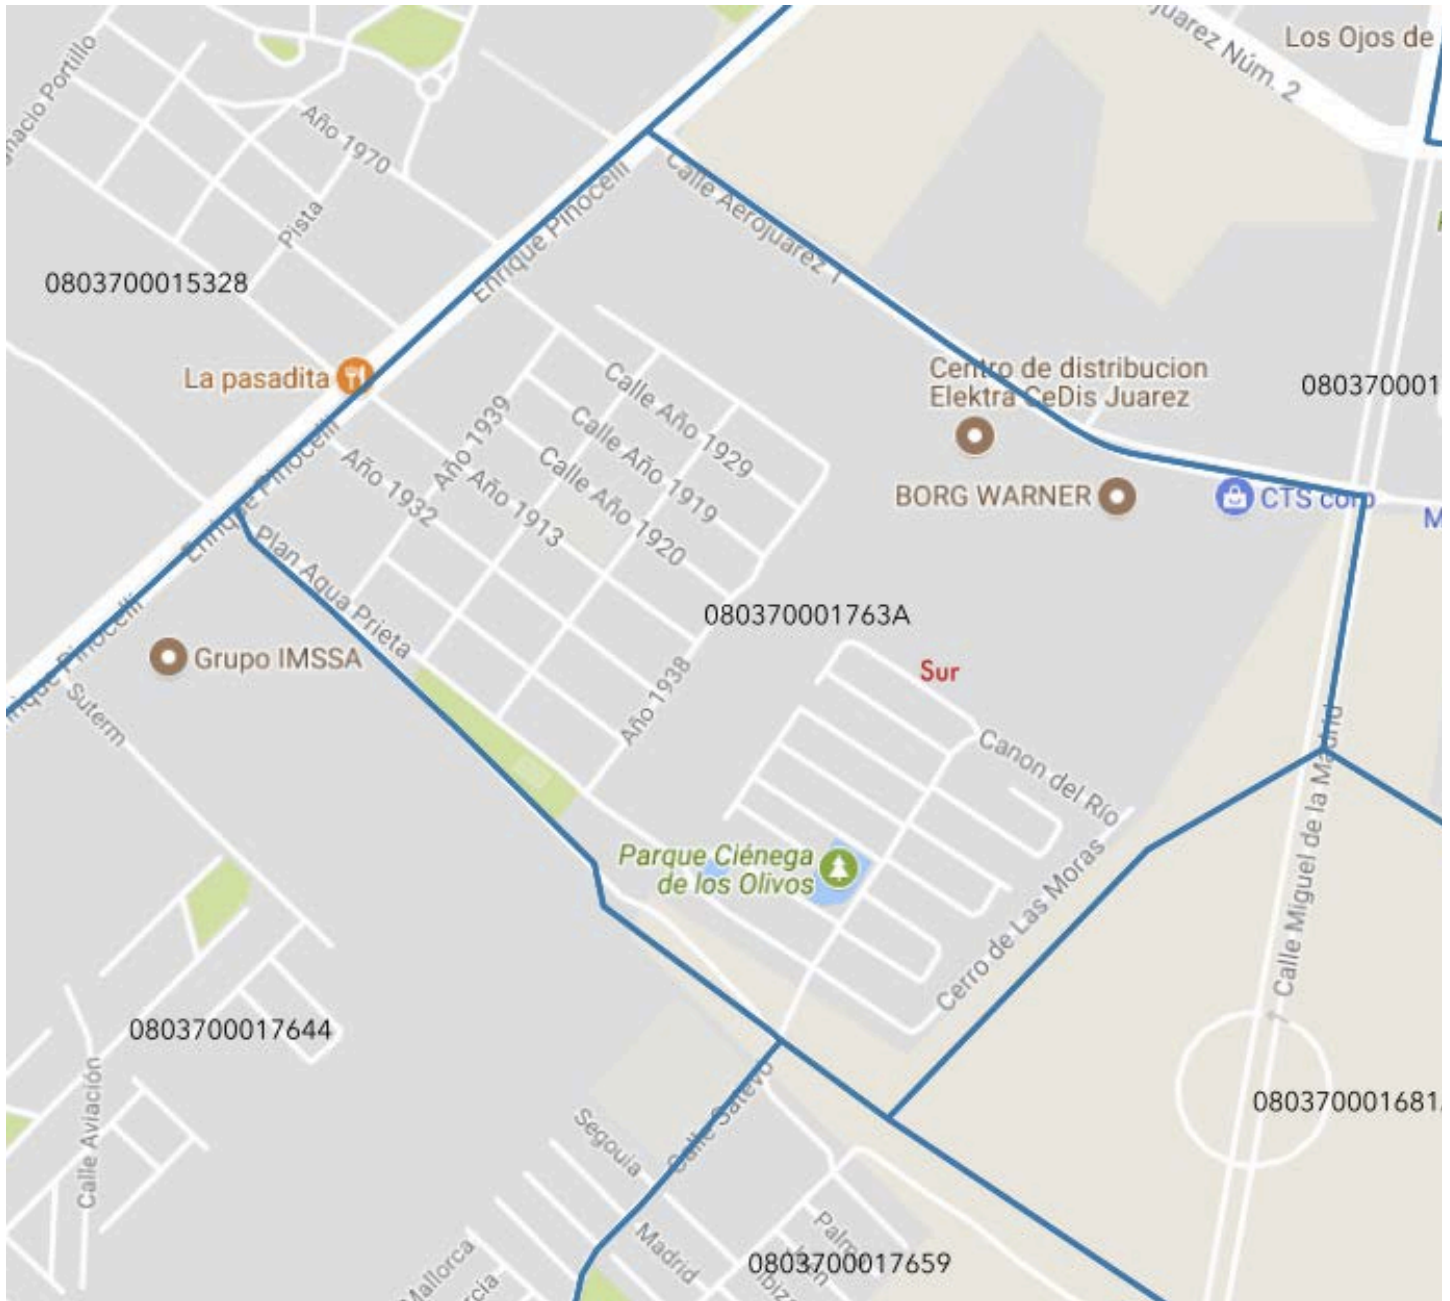 Juarez Núm. 2
Los Ojos de
Ignacio Portillo
Año 1970
Pista
Enrique Pinocelli
Calle Aerojuarez 1
0803700015328
La pasadita
Centro de distribucion
Elektra CeDis Juarez
080370001
BORG WARNER
CTS corp
M
Calle Año 1929
Calle Año 1919
Calle Año 1920
Año 1939
Año 1913
Año 1932
Enrique Pinocelli
Plan Agua Prieta
080370001763A
Grupo IMSSA
Enrique Pinocelli
Suterm
Año 1938
Sur
Canon del Río
Calle Miguel de la Madrid
Parque Ciénega
de los Olivos
Cerro de Las Moras
0803700017644
Calle Aviación
Calle Satevo
Segouia
080370001681
Madrid
Mallorca
Palma
0803700017659